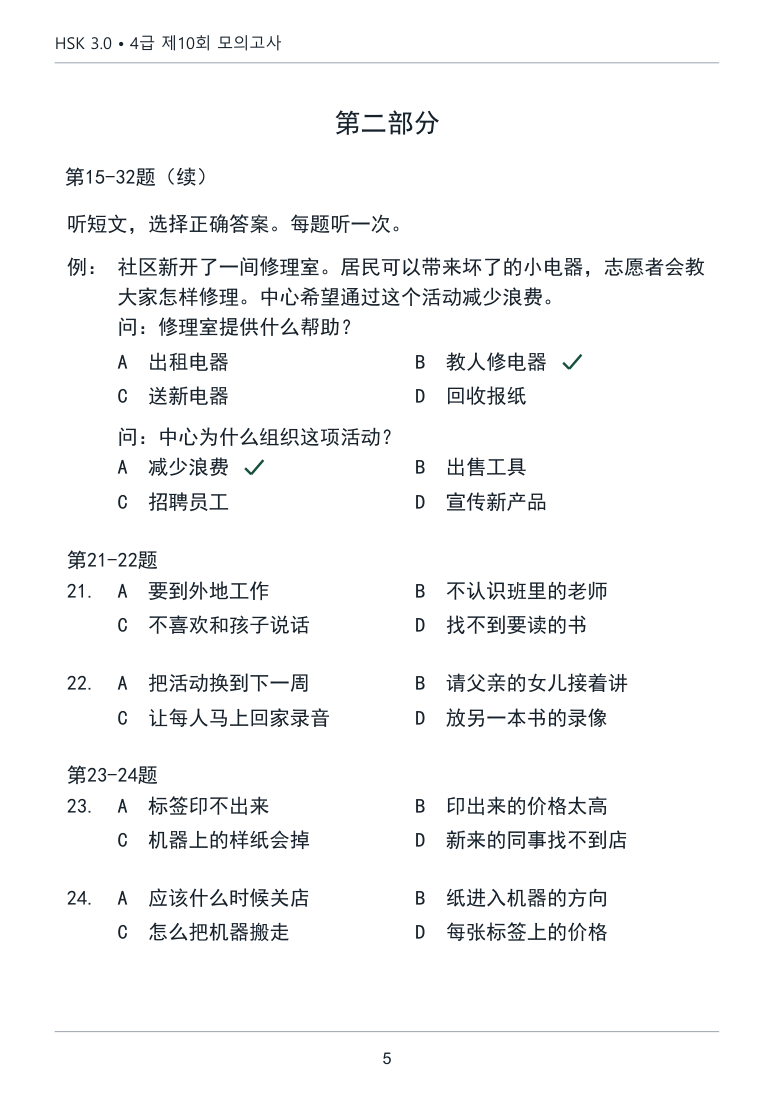 HSK 3.0 • 4급 제10회 모의고사
第二部分
第15-32题（续）
听短文，选择正确答案。每题听一次。
例： 社区新开了一间修理室。居民可以带来坏了的小电器，志愿者会教
大家怎样修理。中心希望通过这个活动减少浪费。
问：修理室提供什么帮助？
A 出租电器 B 教人修电器 ✓
C 送新电器 D 回收报纸
问：中心为什么组织这项活动？
A 减少浪费 ✓ B 出售工具
C 招聘员工 D 宣传新产品
第21-22题
21. A 要到外地工作 B 不认识班里的老师
C 不喜欢和孩子说话 D 找不到要读的书
22. A 把活动换到下一周 B 请父亲的女儿接着讲
C 让每人马上回家录音 D 放另一本书的录像
第23-24题
23. A 标签印不出来 B 印出来的价格太高
C 机器上的样纸会掉 D 新来的同事找不到店
24. A 应该什么时候关店 B 纸进入机器的方向
C 怎么把机器搬走 D 每张标签上的价格
5